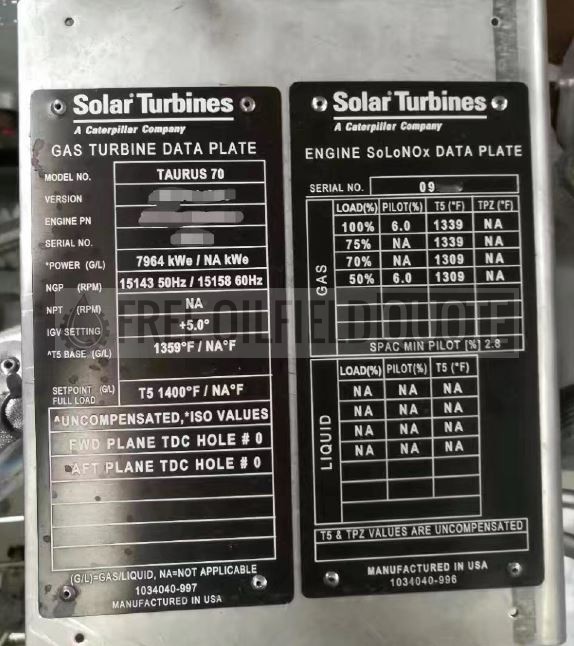 Solar Turbines
A Caterpillar Company
GAS TURBINE DATA PLATE
MODEL NO. TAURUS 70
VERSION
ENGINE PN
SERIAL NO.
*POWER (G/L) 7964 kWe / NA kWe
NGP (RPM) 15143 50Hz / 15158 60Hz
NPT (RPM) NA
IGV SETTING +5.0°
^T5 BASE (G/L) 1359°F / NA°F
SETPOINT (G/L) FULL LOAD T5 1400°F / NA°F
^UNCOMPENSATED,*ISO VALUES
FWD PLANE TDC HOLE # 0
AFT PLANE TDC HOLE # 0
(G/L)=GAS/LIQUID, NA=NOT APPLICABLE
1034040-997
MANUFACTURED IN USA
Solar Turbines
A Caterpillar Company
ENGINE SoLoNOx DATA PLATE
SERIAL NO. 09
GAS
LOAD(%) PILOT(%) T5 (°F) TPZ (°F)
100% 6.0 1339 NA
75% NA 1339 NA
70% NA 1309 NA
50% 6.0 1309 NA
SPAC MIN PILOT (%) 2.8
LIQUID
LOAD(%) PILOT(%) T5 (°F)
NA NA NA
NA NA NA
NA NA NA
NA NA NA
T5 & TPZ VALUES ARE UNCOMPENSATED
MANUFACTURED IN USA
1034040-996
FREEOILFIELDQUOTE